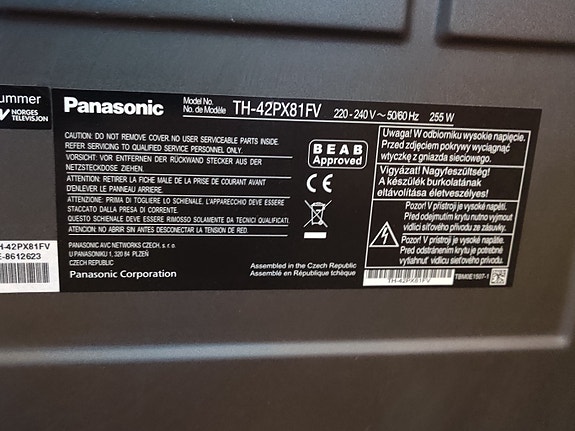 ummer
NORGES
TELEVISJON
H-42PX81FV
E-8612623
Panasonic
Model No.
No. de Modèle
TH-42PX81FV
220 - 240 V ~ 50/60 Hz
255 W
CAUTION: DO NOT REMOVE COVER. NO USER SERVICEABLE PARTS INSIDE.
REFER SERVICING TO QUALIFIED SERVICE PERSONNEL ONLY.
VORSICHT: VOR ENTFERNEN DER RÜCKWAND STECKER AUS DER
NETZSTECKDOSE ZIEHEN.
ATTENTION: RETIRER LA FICHE MALE DE LA PRISE DE COURANT AVANT
D'ENLEVER LE PANNEAU ARRIERE.
ATTENZIONE: PRIMA DI TOGLIERE LO SCHIENALE, L'APPARECCHIO DEVE ESSERE
STACCATO DALLA PRESA DI CORRENTE.
QUESTO SCHIENALE DEVE ESSERE RIMOSSO SOLAMENTE DA TECNICI QUALIFICATI.
ATENCION: NO ABRIR SIN ANTES DESCONECTAR LA TENSION DE RED.
PANASONIC AVC NETWORKS CZECH, s. r. o.
U PANASONIKU 1, 320 84 PLZEŇ
CZECH REPUBLIC
Panasonic Corporation
BEAB
Approved
CE
Assembled in the Czech Republic
Assemblé en République tchèque
Uwaga! W odbiorniku wysokie napięcie.
Przed zdjęciem pokrywy wyciągnąć
wtyczkę z gniazda sieciowego.
Vigyázat! Nagyfeszültség!
A készülék burkolatának
eltávolítása életveszélyes!
Pozor! V přístroji je vysoké napětí.
Před odejmutím krytu nutno vyjmout
vidlici síťového přívodu ze zásuvky.
Pozor! V prístroji je vysoké napätie.
Pred odňatím krytu je potrebné
vytiahnuť vidlicu sieťového prívodu.
TH-42PX81FV
TBM0E1507-1